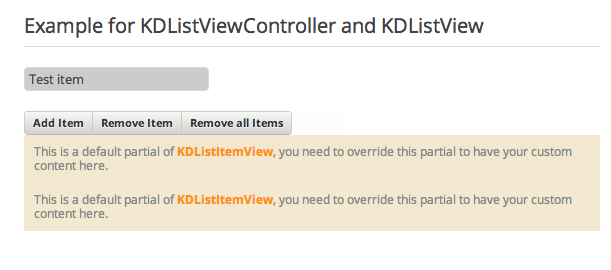 Example for KDListViewController and KDListView
Test item
Add Item Remove Item Remove all Items
This is a default partial of KDListItemView, you need to override this partial to have your custom
content here.
This is a default partial of KDListItemView, you need to override this partial to have your custom
content here.